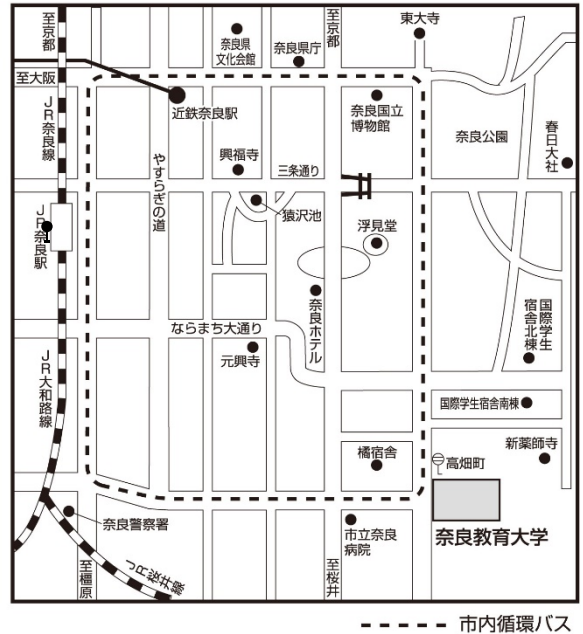 至京都
至京都
東大寺
奈良県
文化会館
奈良県庁
至大阪
近鉄奈良駅
奈良国立
博物館
奈良公園
春日大社
JR奈良線
やすらぎの道
興福寺
三条通り
猿沢池
浮見堂
JR奈良駅
奈良ホテル
国際学生
宿舎北棟
ならまち大通り
元興寺
JR大和路線
国際学生宿舎南棟
橘宿舎
高畑町
新薬師寺
奈良警察署
市立奈良
病院
奈良教育大学
至橿原
JR桜井線
至桜井
市内循環バス